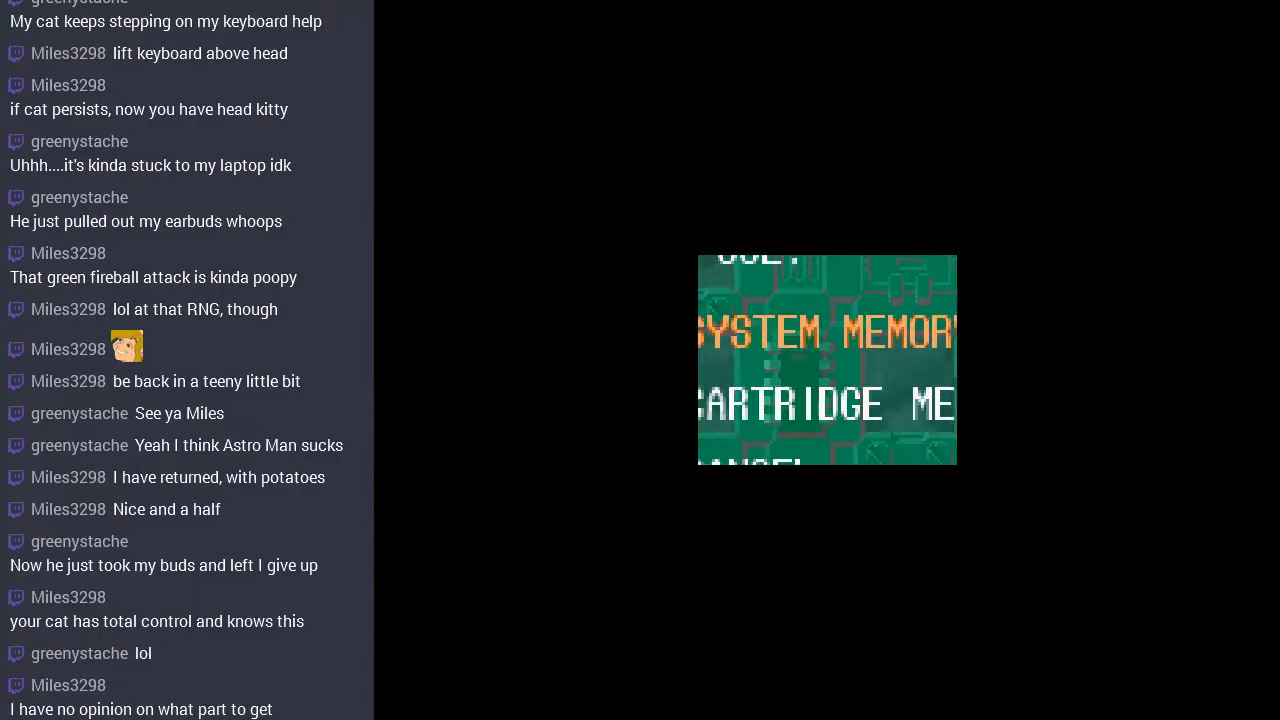 greenystache
My cat keeps stepping on my keyboard help
Miles3298 lift keyboard above head
Miles3298
if cat persists, now you have head kitty
greenystache
Uhhh....it's kinda stuck to my laptop idk
greenystache
He just pulled out my earbuds whoops
Miles3298
That green fireball attack is kinda poopy
Miles3298 lol at that RNG, though
Miles3298
Miles3298 be back in a teeny little bit
greenystache See ya Miles
greenystache Yeah I think Astro Man sucks
Miles3298 I have returned, with potatoes
Miles3298 Nice and a half
greenystache
Now he just took my buds and left I give up
Miles3298
your cat has total control and knows this
greenystache lol
Miles3298
I have no opinion on what part to get
USE?
SYSTEM MEMORY
CARTRIDGE ME
CANCEL